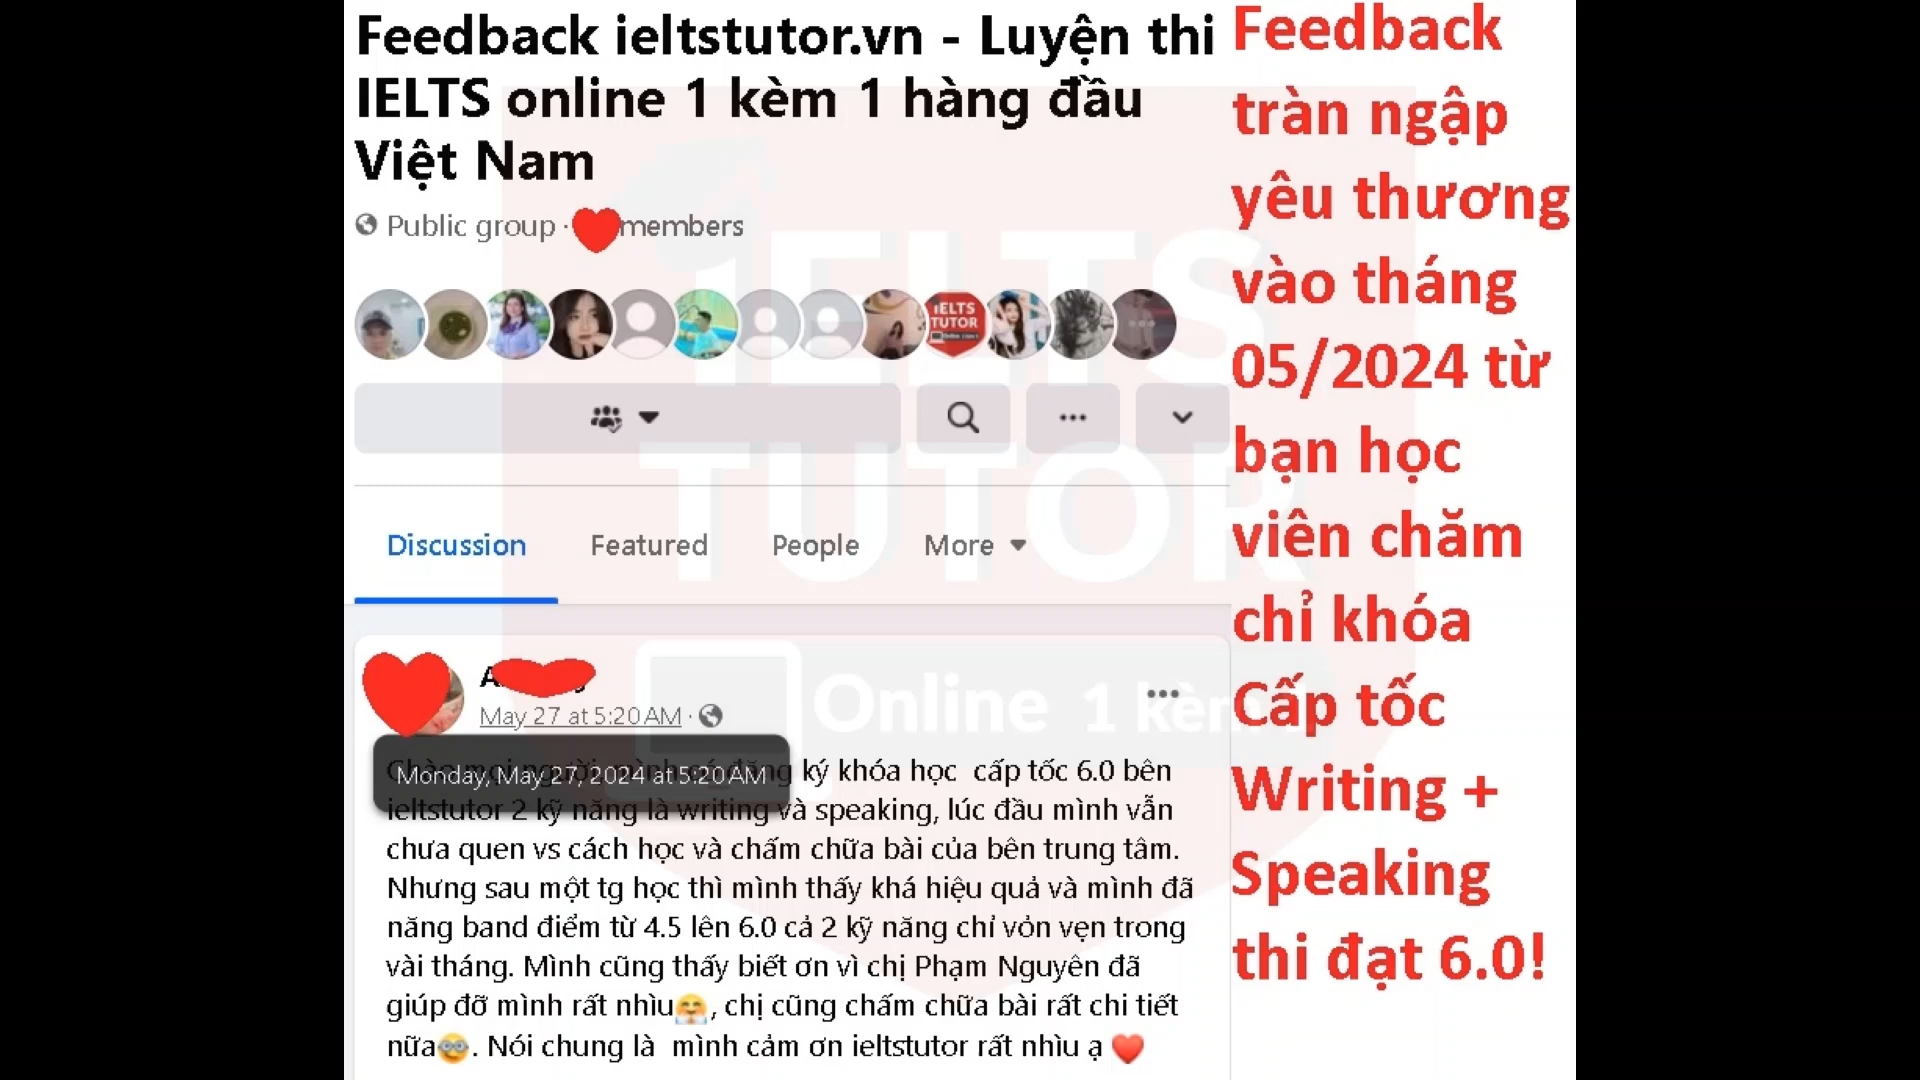 Feedback ieltstutor.vn - Luyện thi
IELTS online 1 kèm 1 hàng đầu
Việt Nam
Public group · members
IELTS
TUTOR
Discussion
Featured
People
More
May 27 at 5:20 AM ·
Monday, May 27, 2024 at 5:20 AM
ký khóa học cấp tốc 6.0 bên
ieltstutor 2 kỹ năng là writing và speaking, lúc đầu mình vẫn
chưa quen vs cách học và chấm chữa bài của bên trung tâm.
Nhưng sau một tg học thì mình thấy khá hiệu quả và mình đã
năng band điểm từ 4.5 lên 6.0 cả 2 kỹ năng chỉ vỏn vẹn trong
vài tháng. Mình cũng thấy biết ơn vì chị Phạm Nguyên đã
giúp đỡ mình rất nhìu, chị cũng chấm chữa bài rất chi tiết
nữa. Nói chung là mình cảm ơn ieltstutor rất nhìu ạ
Feedback
tràn ngập
yêu thương
vào tháng
05/2024 từ
bạn học
viên chăm
chỉ khóa
Cấp tốc
Writing +
Speaking
thi đạt 6.0!
IELTS
TUTOR
Online 1 kèm